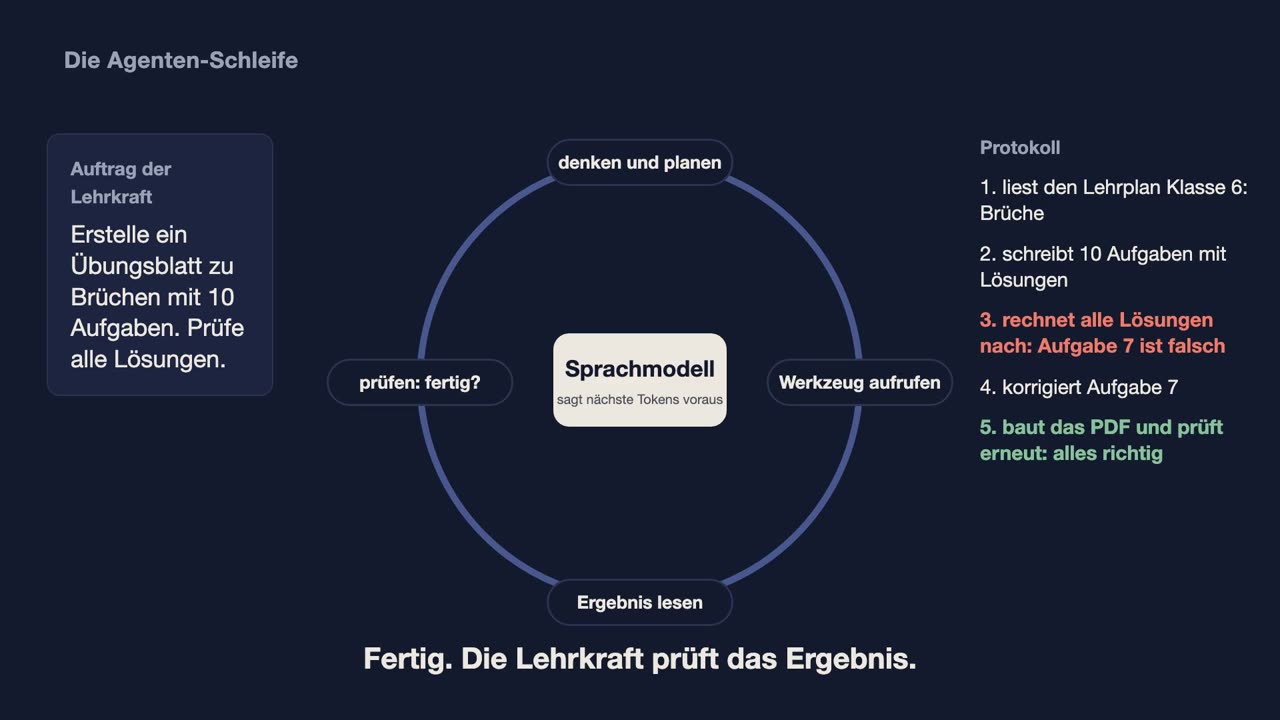 Die Agenten-Schleife
Auftrag der
Lehrkraft
Erstelle ein
Übungsblatt zu
Brüchen mit 10
Aufgaben. Prüfe
alle Lösungen.
denken und planen
prüfen: fertig?
Sprachmodell
sagt nächste Tokens voraus
Werkzeug aufrufen
Ergebnis lesen
Protokoll
1. liest den Lehrplan Klasse 6:
Brüche
2. schreibt 10 Aufgaben mit
Lösungen
3. rechnet alle Lösungen
nach: Aufgabe 7 ist falsch
4. korrigiert Aufgabe 7
5. baut das PDF und prüft
erneut: alles richtig
Fertig. Die Lehrkraft prüft das Ergebnis.